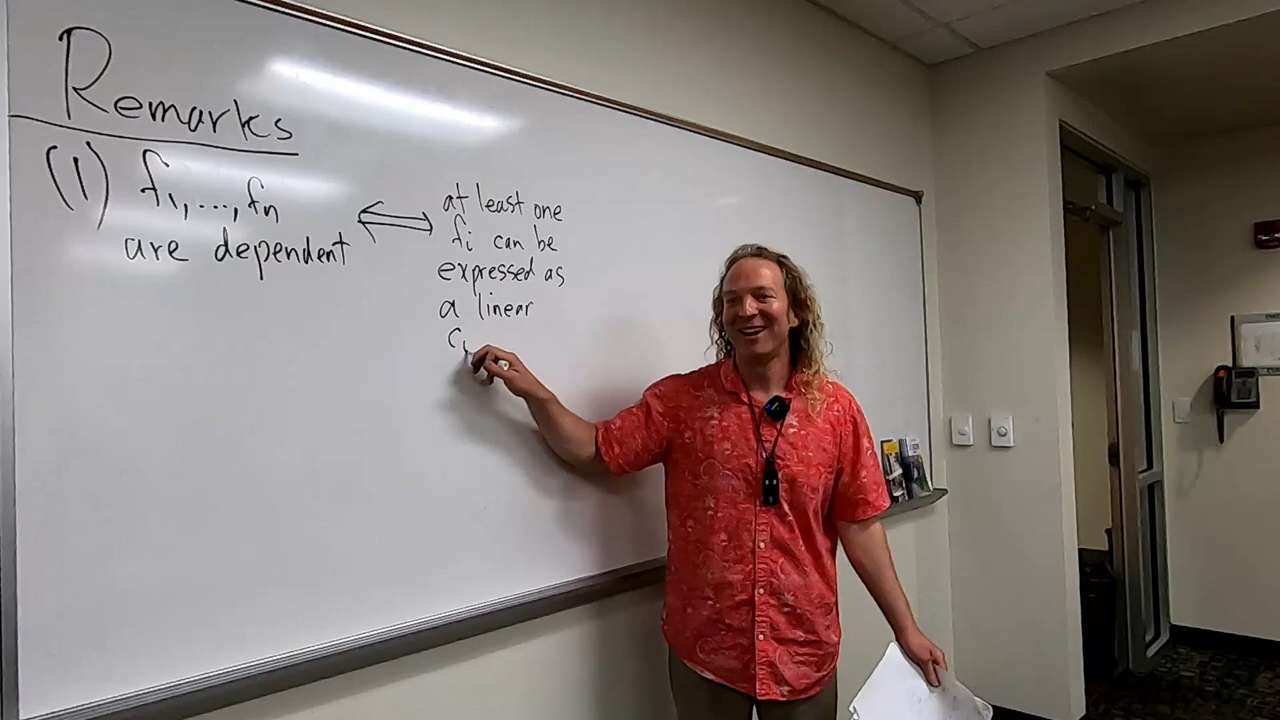 Remarks
(1) f₁, ..., fₙ
are dependent
⟺
at least one
fᵢ can be
expressed as
a linear